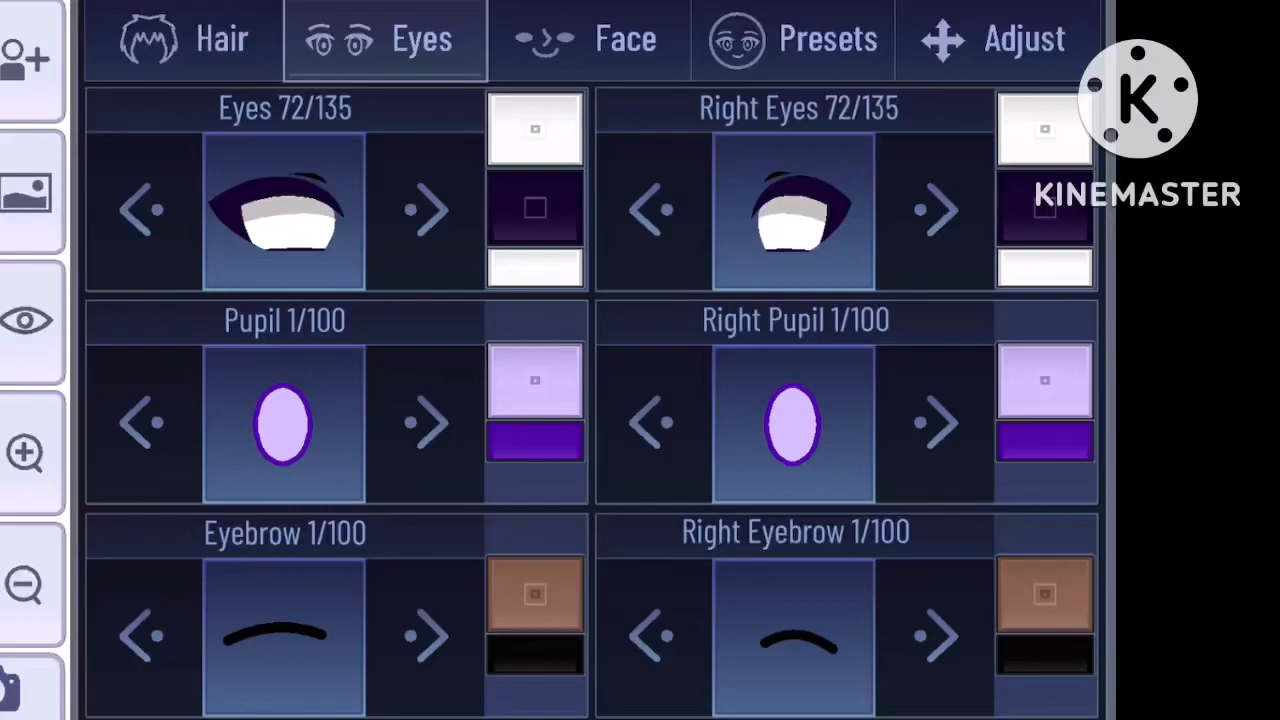 Hair
Eyes
Face
Presets
Adjust
K
KINEMASTER
Eyes 72/135
Right Eyes 72/135
Pupil 1/100
Right Pupil 1/100
Eyebrow 1/100
Right Eyebrow 1/100